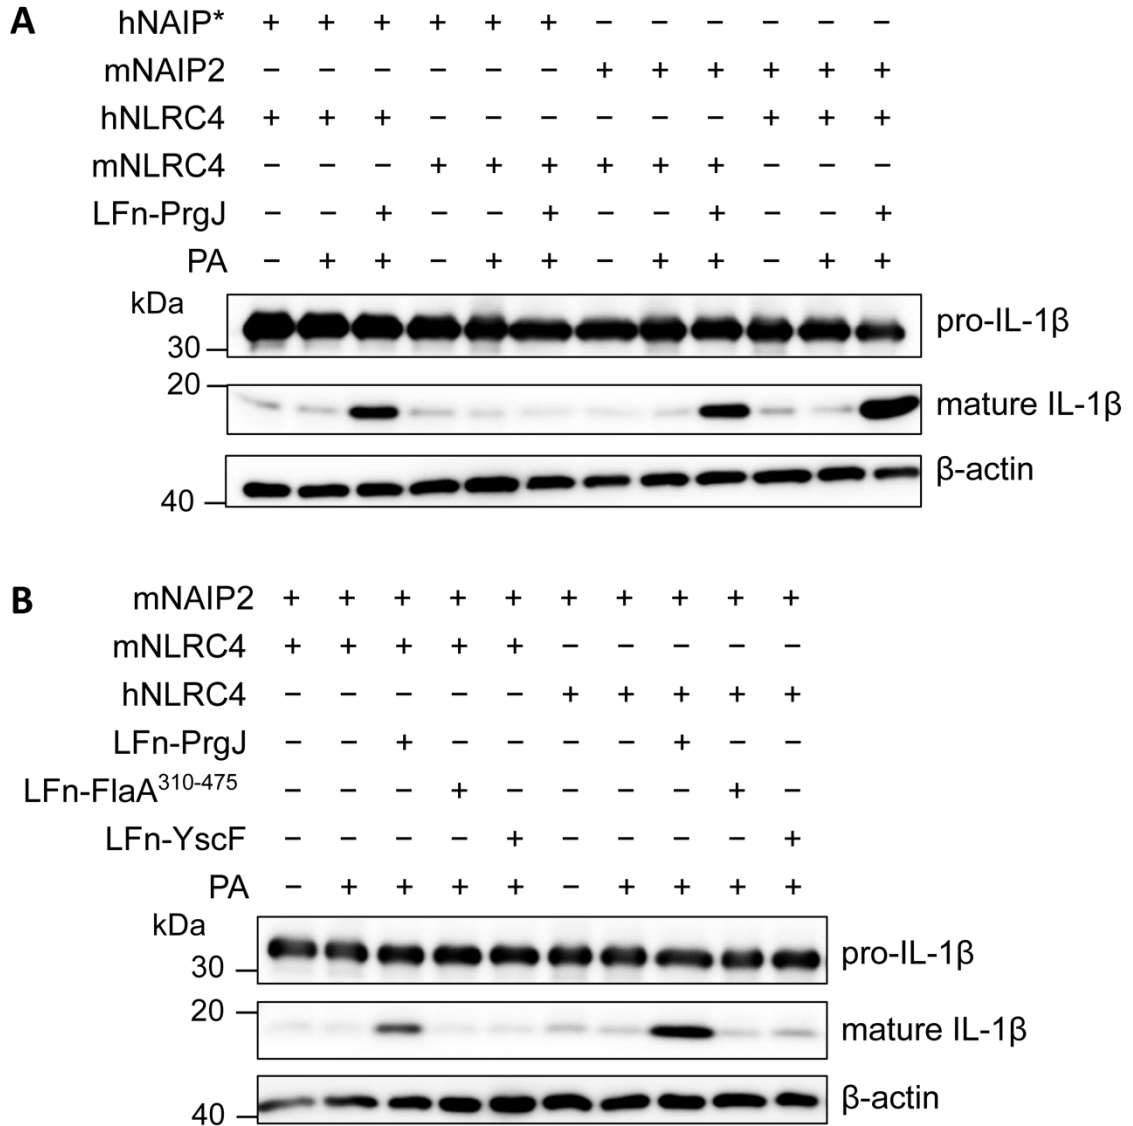 A
hNAIP* + + + + + + − − − − − −
mNAIP2 − − − − − − + + + + + +
hNLRC4 + + + − − − − − − + + +
mNLRC4 − − − + + + + + + − − −
LFn-PrgJ − − + − − + − − + − − +
PA − + + − + + − + + − + +
kDa
pro-IL-1β
30
20
mature IL-1β
β-actin
40
B
mNAIP2 + + + + + + + + + +
mNLRC4 + + + + + − − − − −
hNLRC4 − − − − − + + + + +
LFn-PrgJ − − + − − − − + − −
LFn-FlaA310-475 − − − + − − − − + −
LFn-YscF − − − − + − − − − +
PA − + + + + − + + + +
kDa
pro-IL-1β
30
20
mature IL-1β
β-actin
40